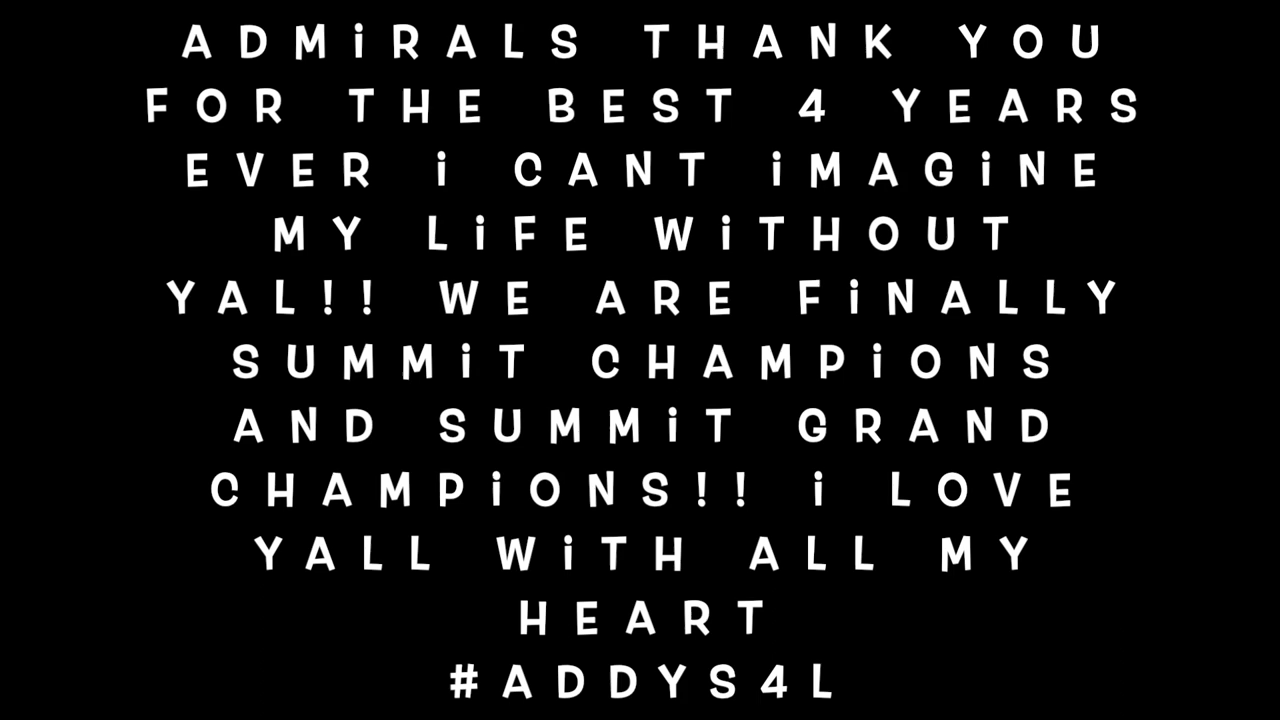 ADMiRALS THANK YOU
FOR THE BEST 4 YEARS
EVER i CANT iMAGiNE
MY LiFE WiTHOUT
YAL!! WE ARE FiNALLY
SUMMiT CHAMPiONS
AND SUMMiT GRAND
CHAMPiONS!! i LOVE
YALL WiTH ALL MY
HEART
#ADDYS4L